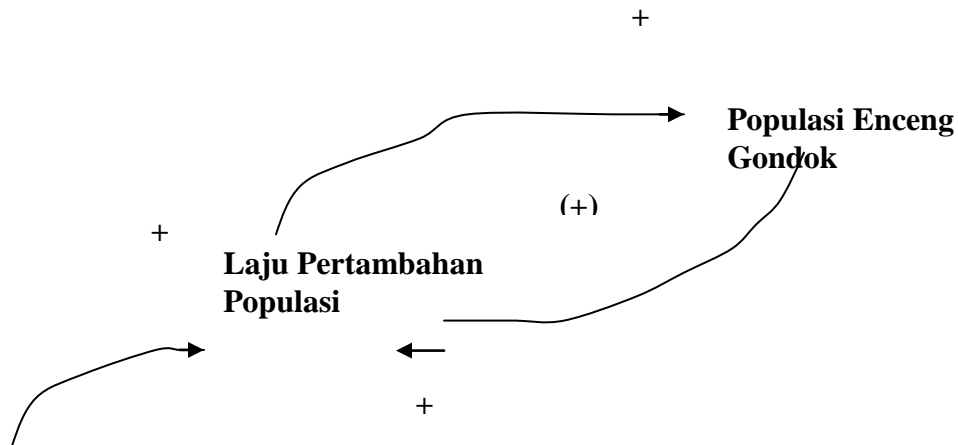 +
Populasi Enceng
Gondok
(+)
+
Laju Pertambahan
Populasi
+